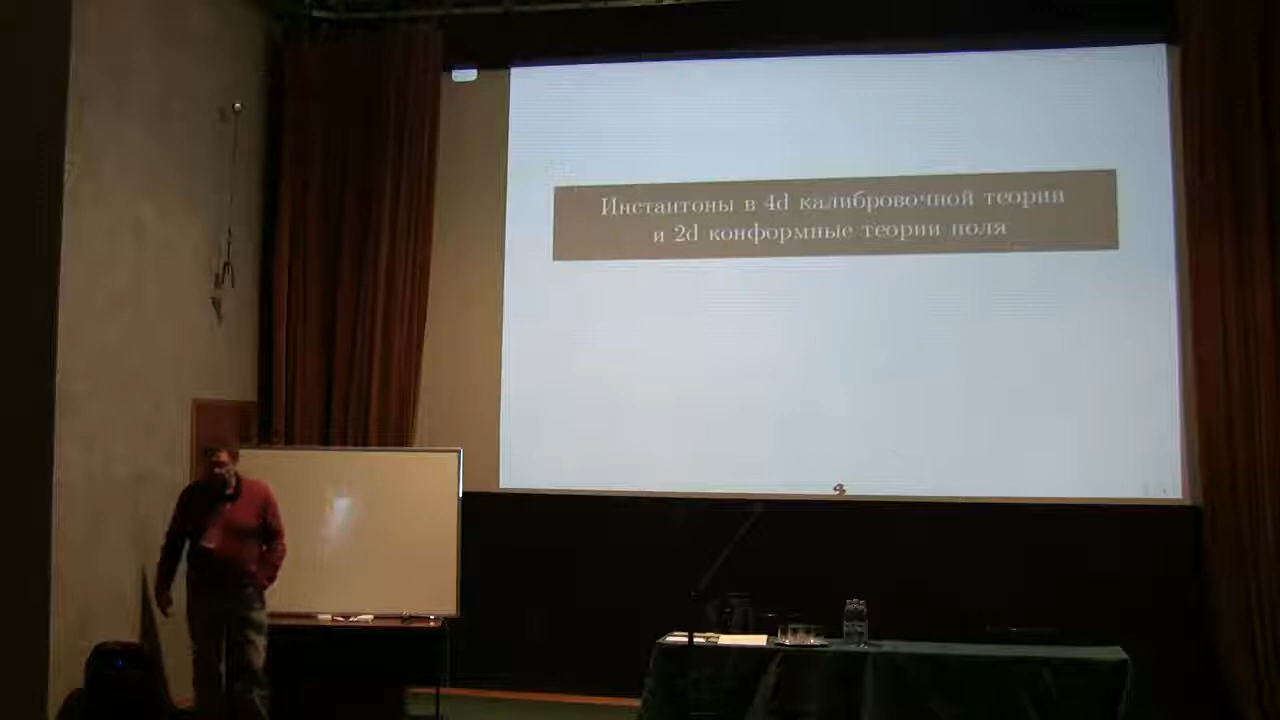 Инстантоны в 4d калибровочной теории
и 2d конформные теории поля